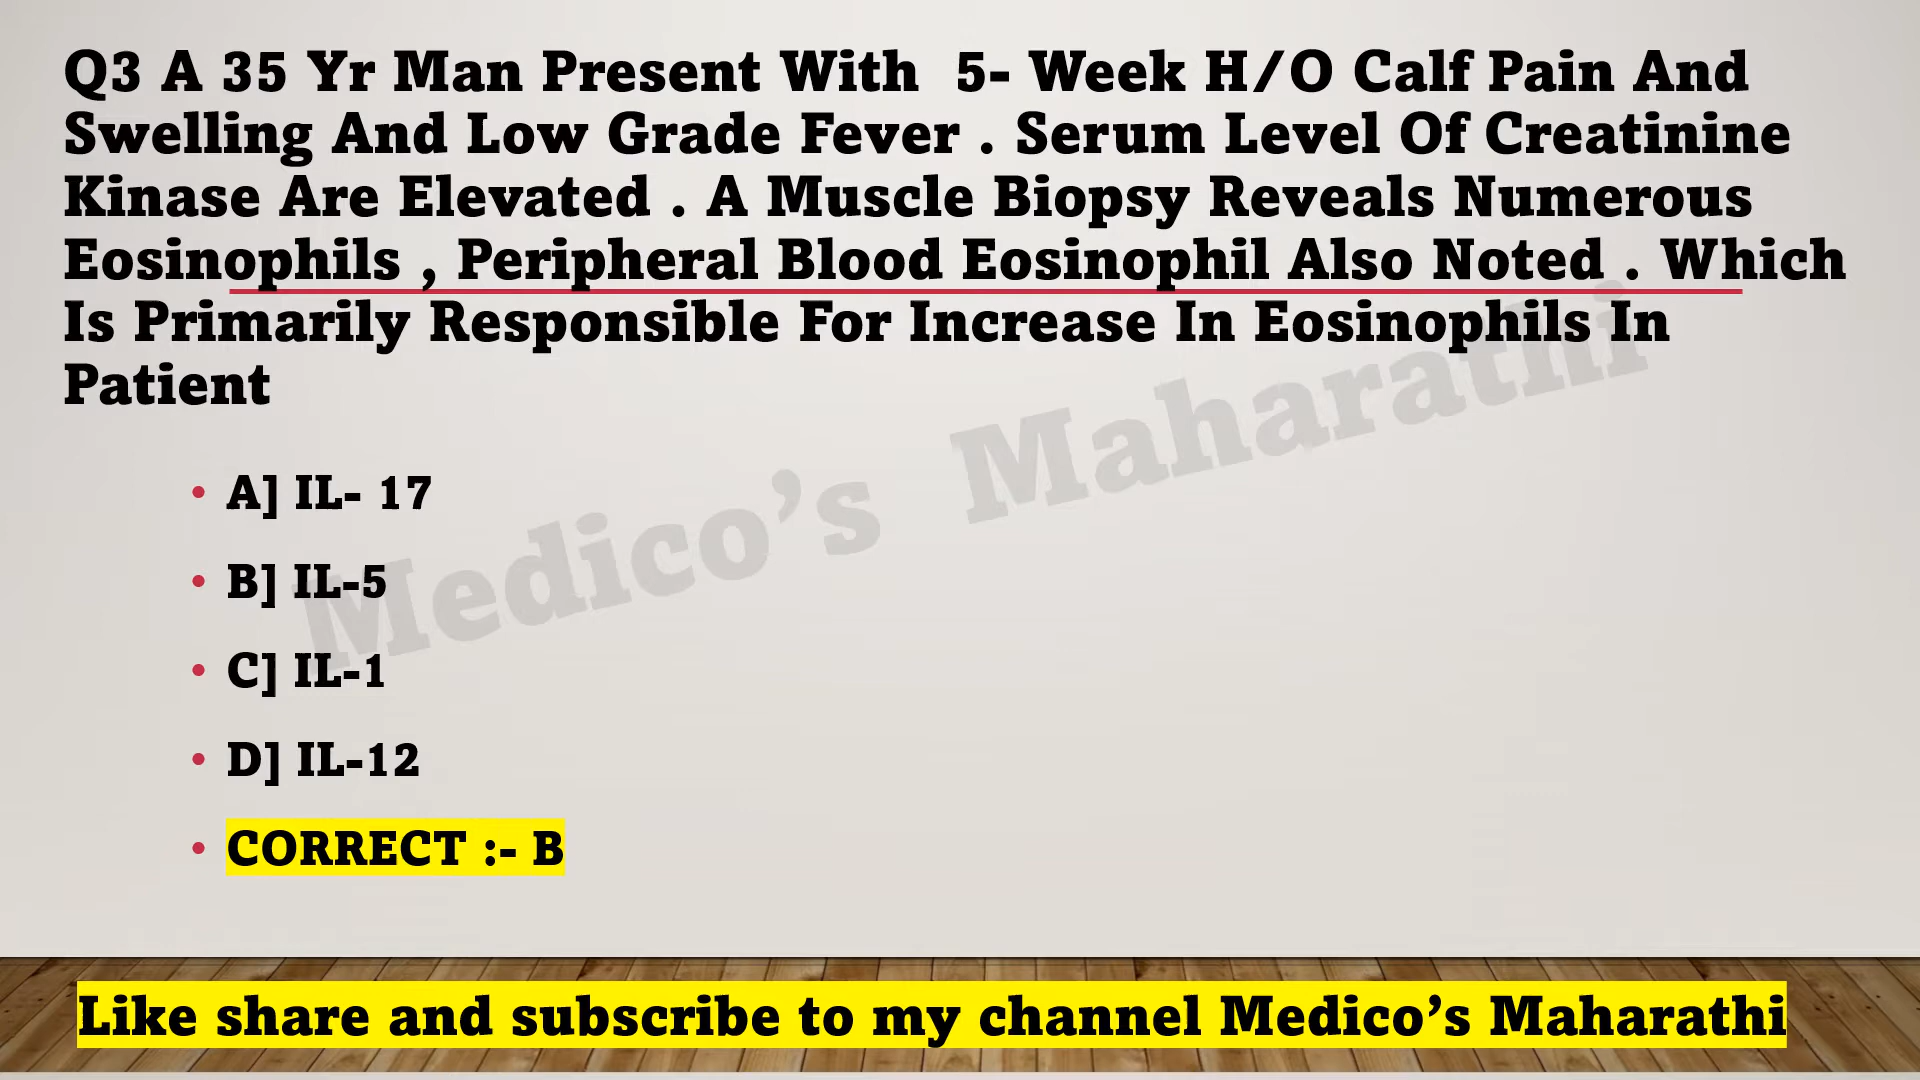 Q3 A 35 Yr Man Present With 5- Week H/O Calf Pain And
Swelling And Low Grade Fever . Serum Level Of Creatinine
Kinase Are Elevated . A Muscle Biopsy Reveals Numerous
Eosinophils , Peripheral Blood Eosinophil Also Noted . Which
Is Primarily Responsible For Increase In Eosinophils In
Patient
Medico’s Maharathi
• A] IL- 17
• B] IL-5
• C] IL-1
• D] IL-12
• CORRECT :- B
Like share and subscribe to my channel Medico’s Maharathi